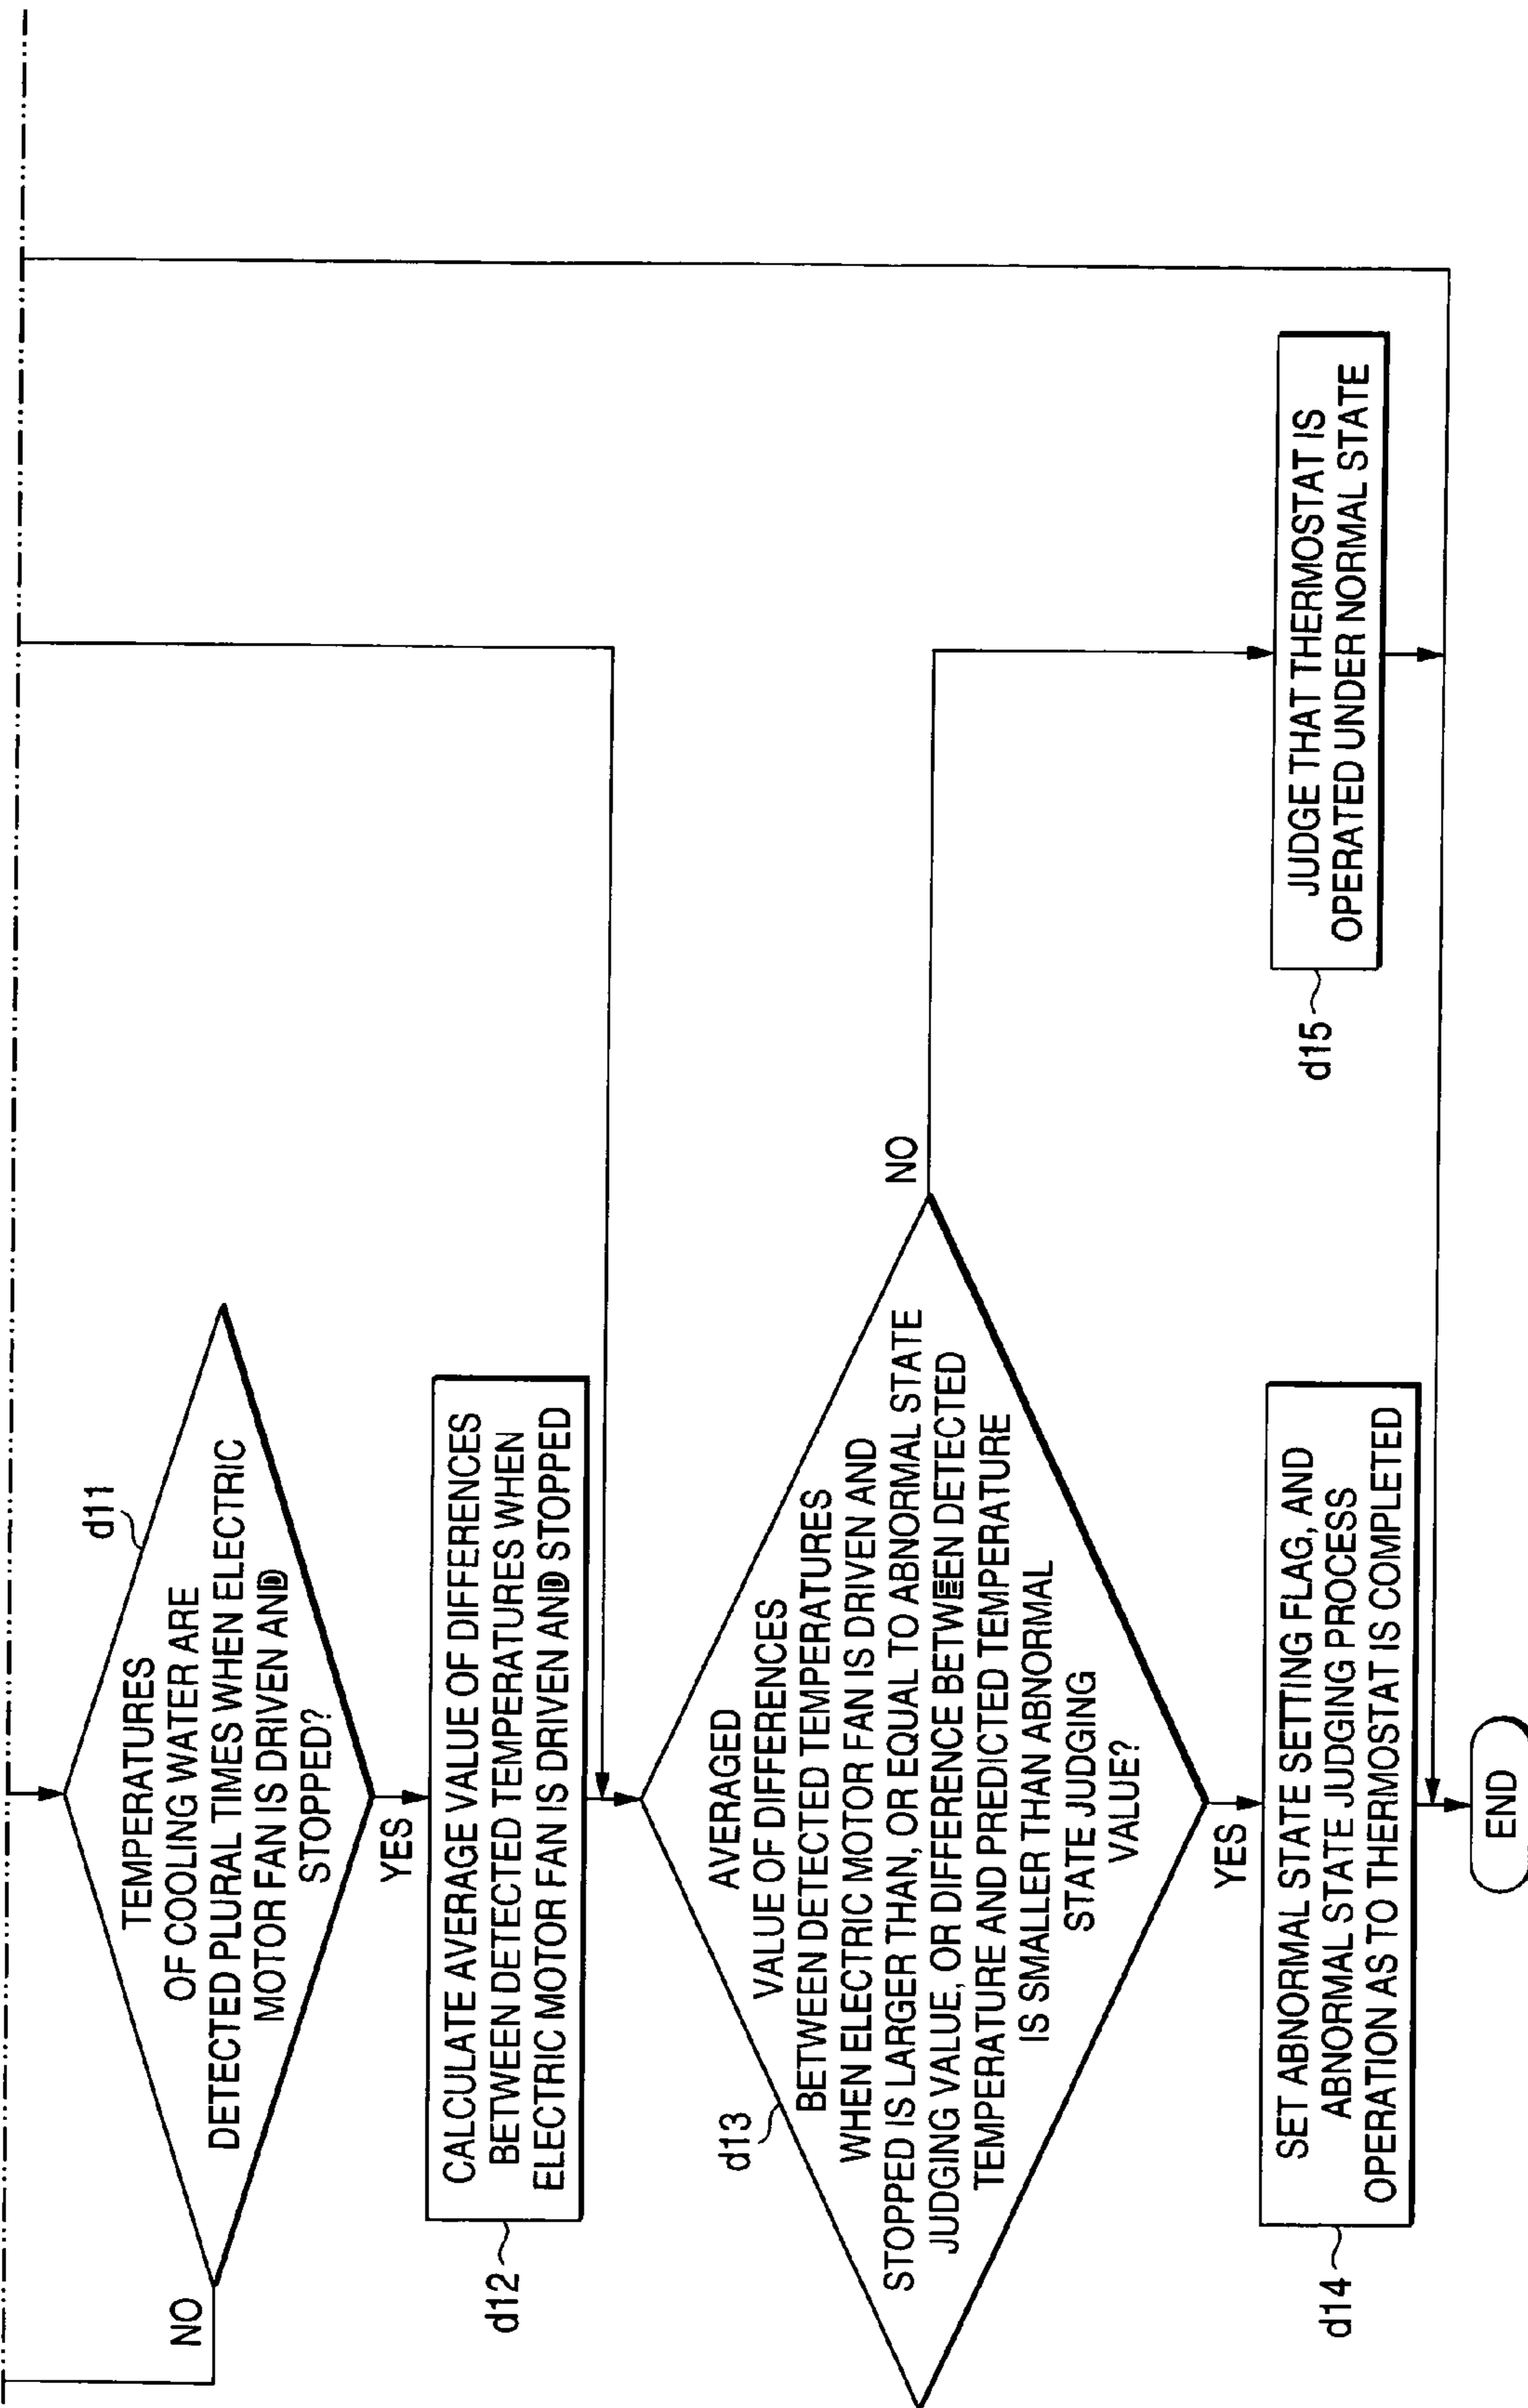 d11
TEMPERATURES
OF COOLING WATER ARE
DETECTED PLURAL TIMES WHEN ELECTRIC
MOTOR FAN IS DRIVEN AND
STOPPED?
NO
YES
d12
CALCULATE AVERAGE VALUE OF DIFFERENCES
BETWEEN DETECTED TEMPERATURES WHEN
ELECTRIC MOTOR FAN IS DRIVEN AND STOPPED
d13
AVERAGED
VALUE OF DIFFERENCES
BETWEEN DETECTED TEMPERATURES
WHEN ELECTRIC MOTOR FAN IS DRIVEN AND
STOPPED IS LARGER THAN, OR EQUAL TO ABNORMAL STATE
JUDGING VALUE, OR DIFFERENCE BETWEEN DETECTED
TEMPERATURE AND PREDICTED TEMPERATURE
IS SMALLER THAN ABNORMAL
STATE JUDGING
VALUE?
NO
YES
d14
SET ABNORMAL STATE SETTING FLAG, AND
ABNORMAL STATE JUDGING PROCESS
OPERATION AS TO THERMOSTAT IS COMPLETED
d15
JUDGE THAT THERMOSTAT IS
OPERATED UNDER NORMAL STATE
END